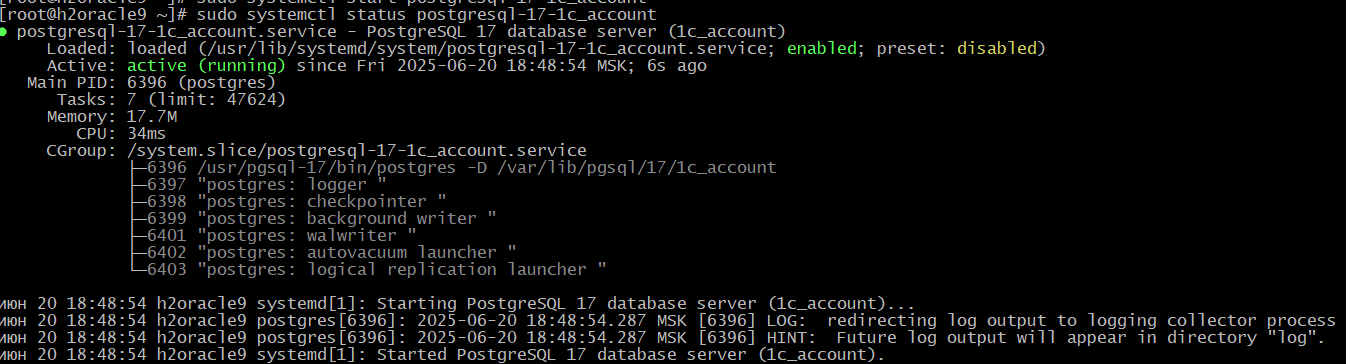 [root@h2oracle9 ~]# sudo systemctl start postgresql-17-1c_account
[root@h2oracle9 ~]# sudo systemctl status postgresql-17-1c_account
● postgresql-17-1c_account.service - PostgreSQL 17 database server (1c_account)
Loaded: loaded (/usr/lib/systemd/system/postgresql-17-1c_account.service; enabled; preset: disabled)
Active: active (running) since Fri 2025-06-20 18:48:54 MSK; 6s ago
Main PID: 6396 (postgres)
Tasks: 7 (limit: 47624)
Memory: 17.7M
CPU: 34ms
CGroup: /system.slice/postgresql-17-1c_account.service
├─6396 /usr/pgsql-17/bin/postgres -D /var/lib/pgsql/17/1c_account
├─6397 "postgres: logger "
├─6398 "postgres: checkpointer "
├─6399 "postgres: background writer "
├─6401 "postgres: walwriter "
├─6402 "postgres: autovacuum launcher "
└─6403 "postgres: logical replication launcher "
июн 20 18:48:54 h2oracle9 systemd[1]: Starting PostgreSQL 17 database server (1c_account)...
июн 20 18:48:54 h2oracle9 postgres[6396]: 2025-06-20 18:48:54.287 MSK [6396] LOG:  redirecting log output to logging collector process
июн 20 18:48:54 h2oracle9 postgres[6396]: 2025-06-20 18:48:54.287 MSK [6396] HINT:  Future log output will appear in directory "log".
июн 20 18:48:54 h2oracle9 systemd[1]: Started PostgreSQL 17 database server (1c_account).